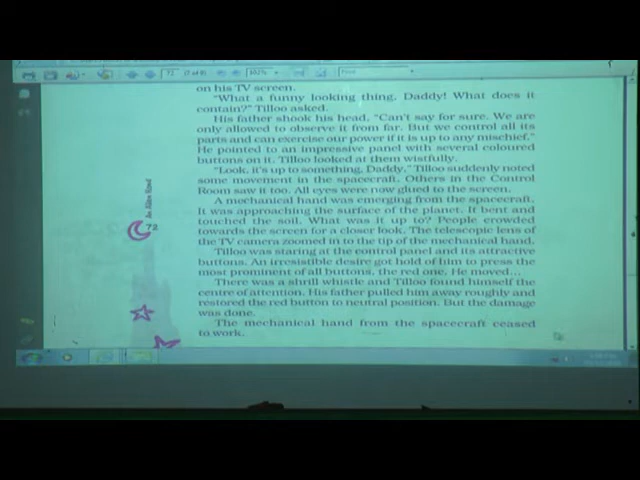 72 (7 of 8)
on his TV screen.
"What a funny looking thing, Daddy! What does it
contain?" Tilloo asked.
His father shook his head. "Can't say for sure. We are
only allowed to observe it from far. But we control all its
parts and can exercise our power if it is up to any mischief."
He pointed to an impressive panel with several coloured
buttons on it. Tilloo looked at them wistfully.
"Look, it's up to something, Daddy," Tilloo suddenly noted
some movement in the spacecraft. Others in the Control
Room saw it too. All eyes were now glued to the screen.
A mechanical hand was emerging from the spacecraft.
It was approaching the surface of the planet. It bent and
touched the soil. What was it up to? People crowded
towards the screen for a closer look. The telescopic lens of
the TV camera zoomed in to the tip of the mechanical hand.
Tilloo was staring at the control panel and its attractive
buttons. An irresistible desire got hold of him to press the
most prominent of all buttons, the red one. He moved...
There was a shrill whistle and Tilloo found himself the
centre of attention. His father pulled him away roughly and
restored the red button to neutral position. But the damage
was done.
The mechanical hand from the spacecraft ceased
to work.
72